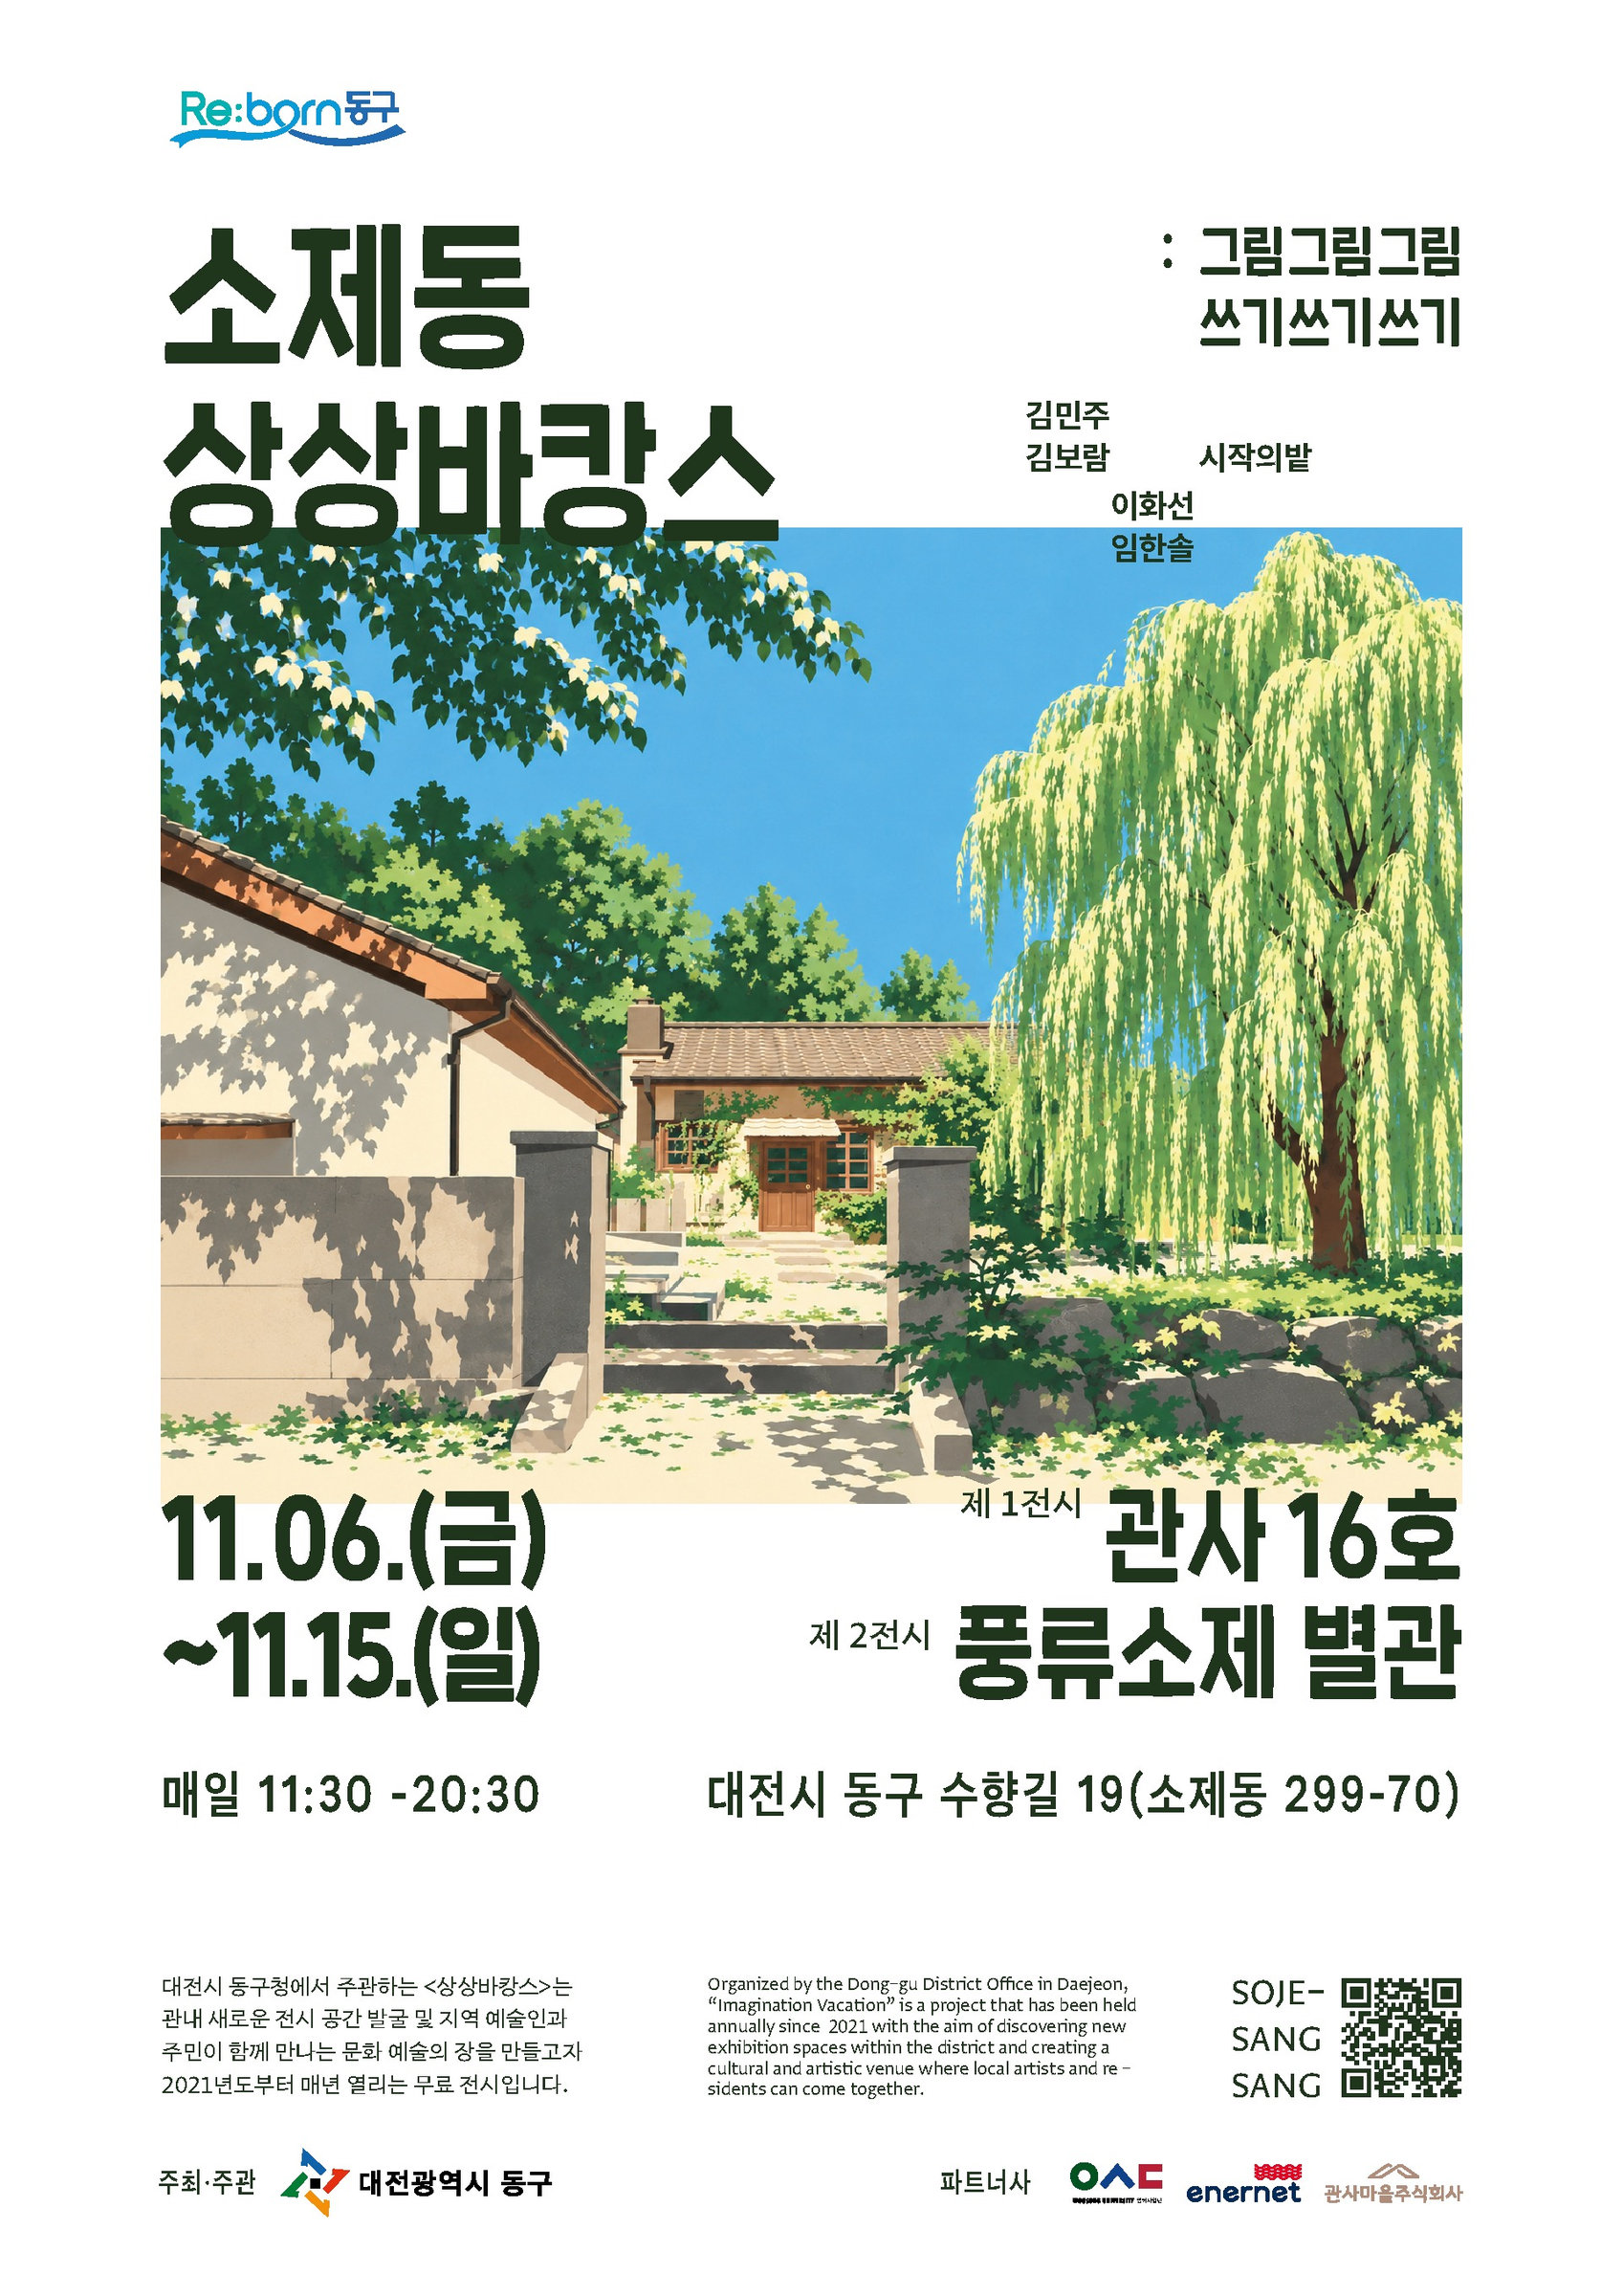 Re:born동구
소제동
상상바캉스
: 그림그림그림
쓰기쓰기쓰기
김민주
김보람 시작의밭
이화선
임한솔
11.06.(금)
~11.15.(일)
제 1전시 관사 16호
제 2전시 풍류소제 별관
매일 11:30 -20:30
대전시 동구 수향길 19(소제동 299-70)
대전시 동구청에서 주관하는 <상상바캉스>는
관내 새로운 전시 공간 발굴 및 지역 예술인과
주민이 함께 만나는 문화 예술의 장을 만들고자
2021년도부터 매년 열리는 무료 전시입니다.
Organized by the Dong-gu District Office in Daejeon,
“Imagination Vacation” is a project that has been held
annually since 2021 with the aim of discovering new
exhibition spaces within the district and creating a
cultural and artistic venue where local artists and re -
sidents can come together.
SOJE-
SANG
SANG
주최·주관 대전광역시 동구
파트너사
enernet
관사마을주식회사